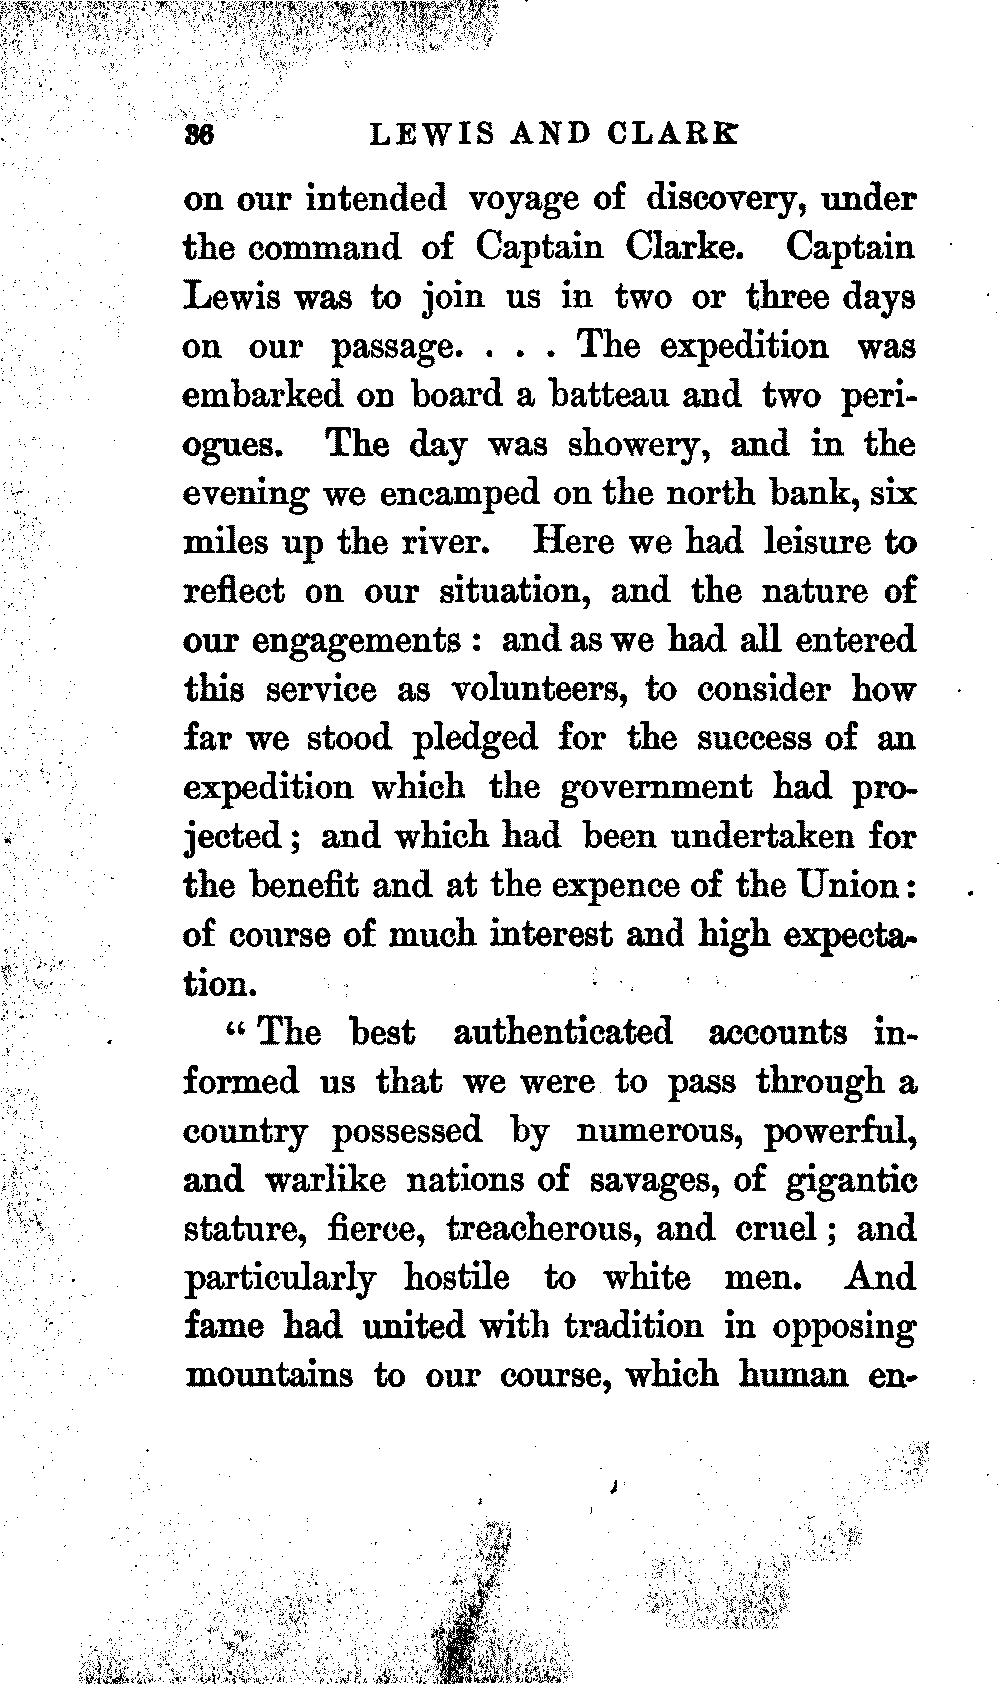 36 LEWIS AND CLARK
on our intended voyage of discovery, under
the command of Captain Clarke. Captain
Lewis was to join us in two or three days
on our passage. . . . The expedition was
embarked on board a batteau and two peri-
ogues. The day was showery, and in the
evening we encamped on the north bank, six
miles up the river. Here we had leisure to
reflect on our situation, and the nature of
our engagements : and as we had all entered
this service as volunteers, to consider how
far we stood pledged for the success of an
expedition which the government had pro-
jected ; and which had been undertaken for
the benefit and at the expence of the Union :
of course of much interest and high expecta-
tion.
“ The best authenticated accounts in-
formed us that we were to pass through a
country possessed by numerous, powerful,
and warlike nations of savages, of gigantic
stature, fierce, treacherous, and cruel ; and
particularly hostile to white men. And
fame had united with tradition in opposing
mountains to our course, which human en-